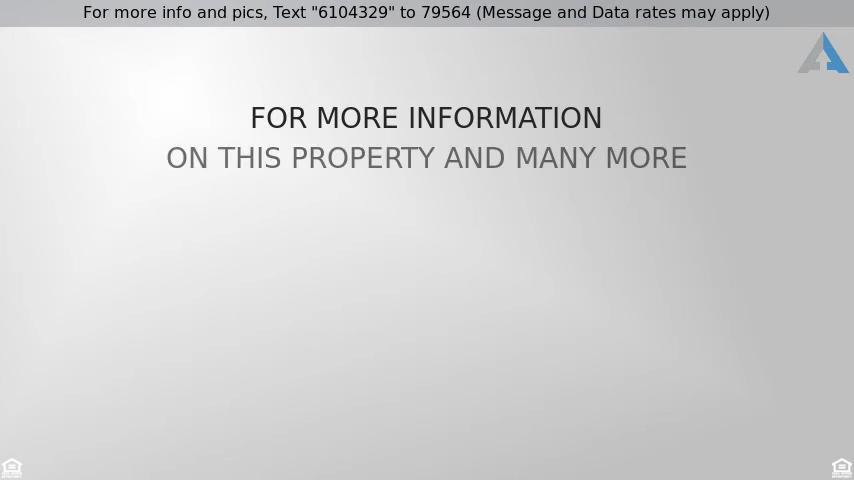 For more info and pics, Text "6104329" to 79564 (Message and Data rates may apply)
FOR MORE INFORMATION
ON THIS PROPERTY AND MANY MORE